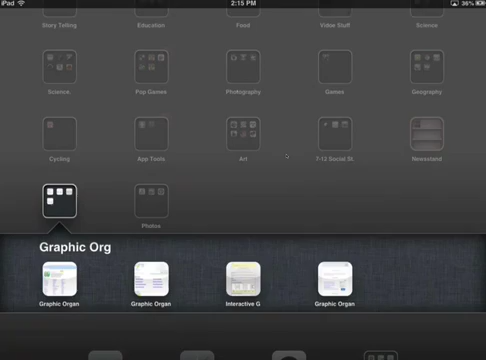 iPad 2:15 PM 36%
Story Telling Education Food Video Stuff Science
Science. Pop Games Photography Games Geography
Cycling App Tools Art 7-12 Social St. Newsstand
Photos
Graphic Org
Graphic Organ Graphic Organ Interactive G Graphic Organ